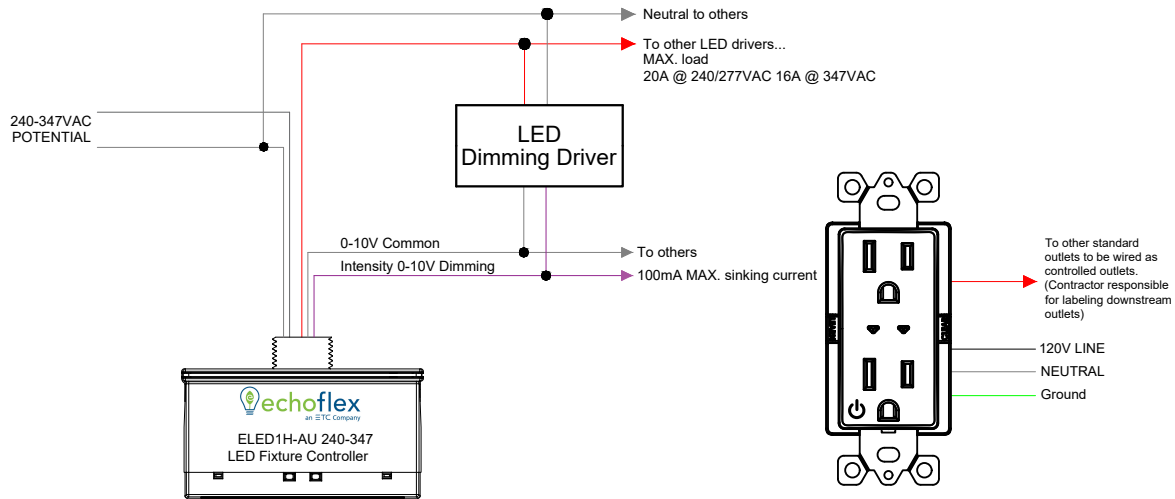 Neutral to others
To other LED drivers...
MAX. load
20A @ 240/277VAC 16A @ 347VAC
240-347VAC
POTENTIAL
LED
Dimming Driver
0-10V Common
To others
Intensity 0-10V Dimming
100mA MAX. sinking current
echoflex
an ETC Company
ELED1H-AU 240-347
LED Fixture Controller
To other standard
outlets to be wired as
controlled outlets.
(Contractor responsible
for labeling downstream
outlets)
120V LINE
NEUTRAL
Ground